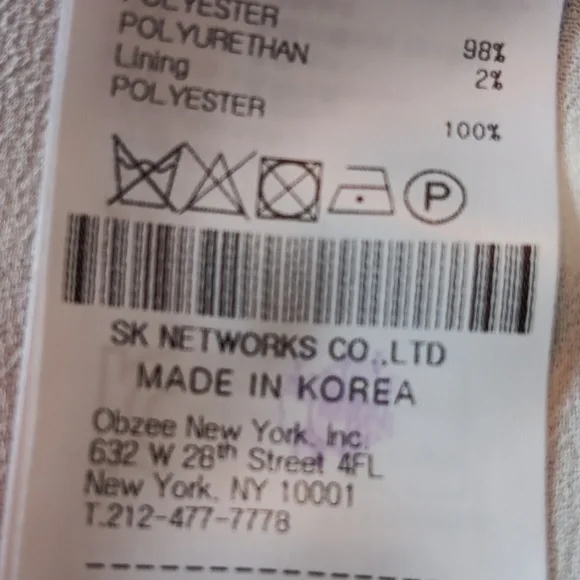 POLYESTER
POLYURETHAN 98%
Lining 2%
POLYESTER
100%
P
SK NETWORKS CO.,LTD
MADE IN KOREA
Obzee New York, Inc.
632 W 28th Street 4FL
New York, NY 10001
T.212-477-7778